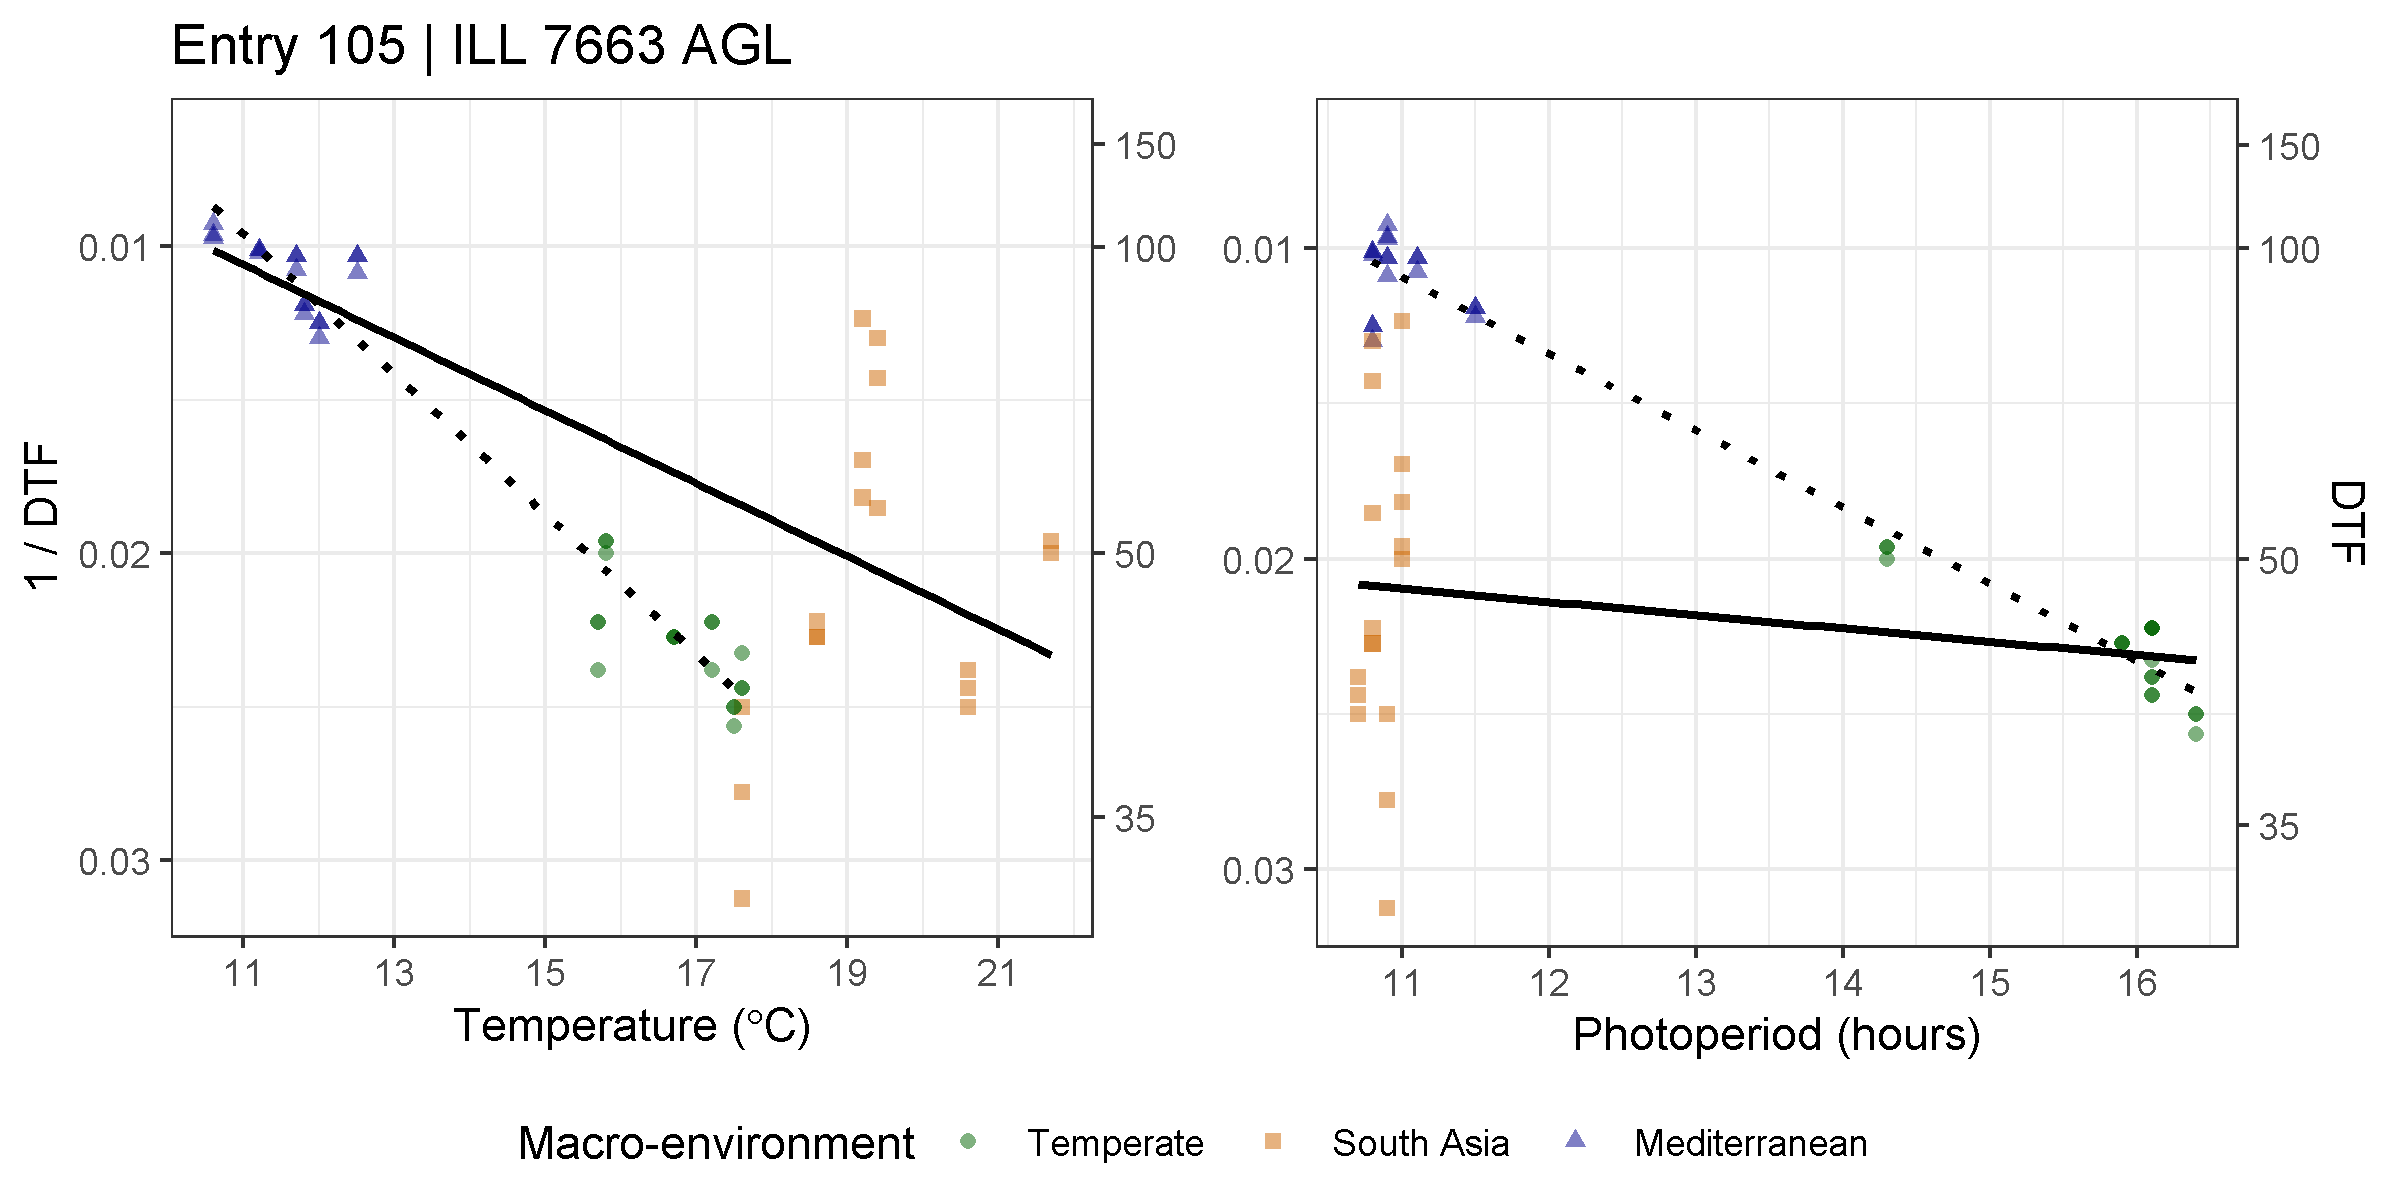 Entry 105 | ILL 7663 AGL
1 / DTF
0.01
0.02
0.03
150
100
50
35
11 13 15 17 19 21
Temperature (°C)
0.01
0.02
0.03
150
100
50
35
DTF
11 12 13 14 15 16
Photoperiod (hours)
Macro-environment Temperate South Asia Mediterranean